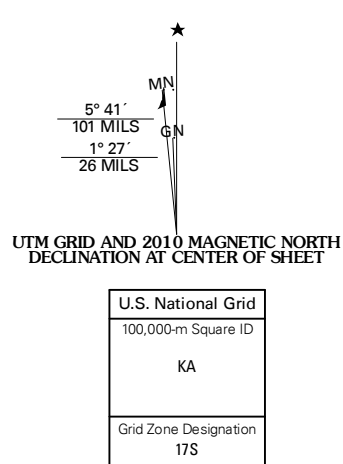 ★
MN
5° 41´
101 MILS
GN
1° 27´
26 MILS
UTM GRID AND 2010 MAGNETIC NORTH
DECLINATION AT CENTER OF SHEET
U.S. National Grid
100,000-m Square ID
KA
Grid Zone Designation
17S